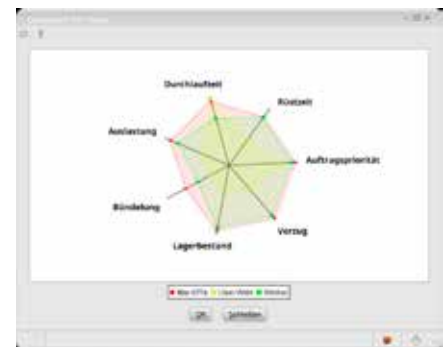 Durchlaufzeit
Rüstzeit
Auslastung
Auftragspriorität
Bündelung
Verzug
Lagerbestand
OK Schließen